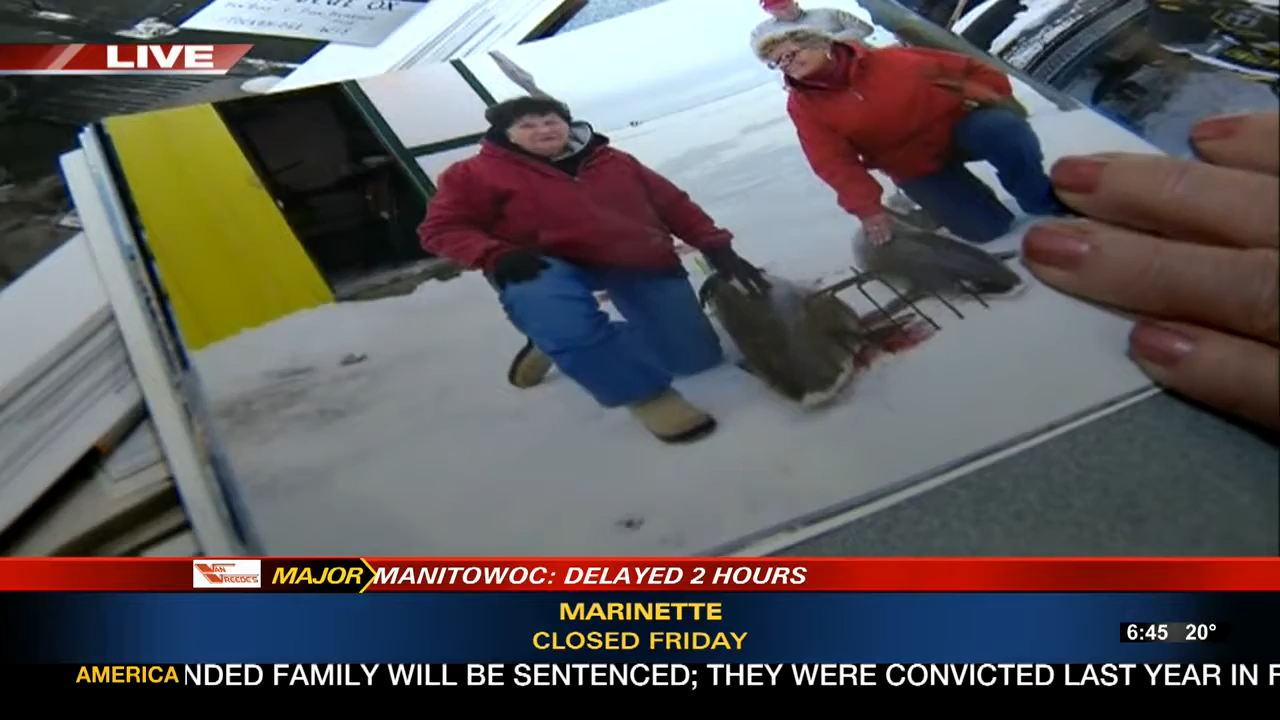 LIVE
VAN VREEDE'S
MAJOR MANITOWOC: DELAYED 2 HOURS
MARINETTE
CLOSED FRIDAY
6:45 20°
AMERICA NDED FAMILY WILL BE SENTENCED; THEY WERE CONVICTED LAST YEAR IN F